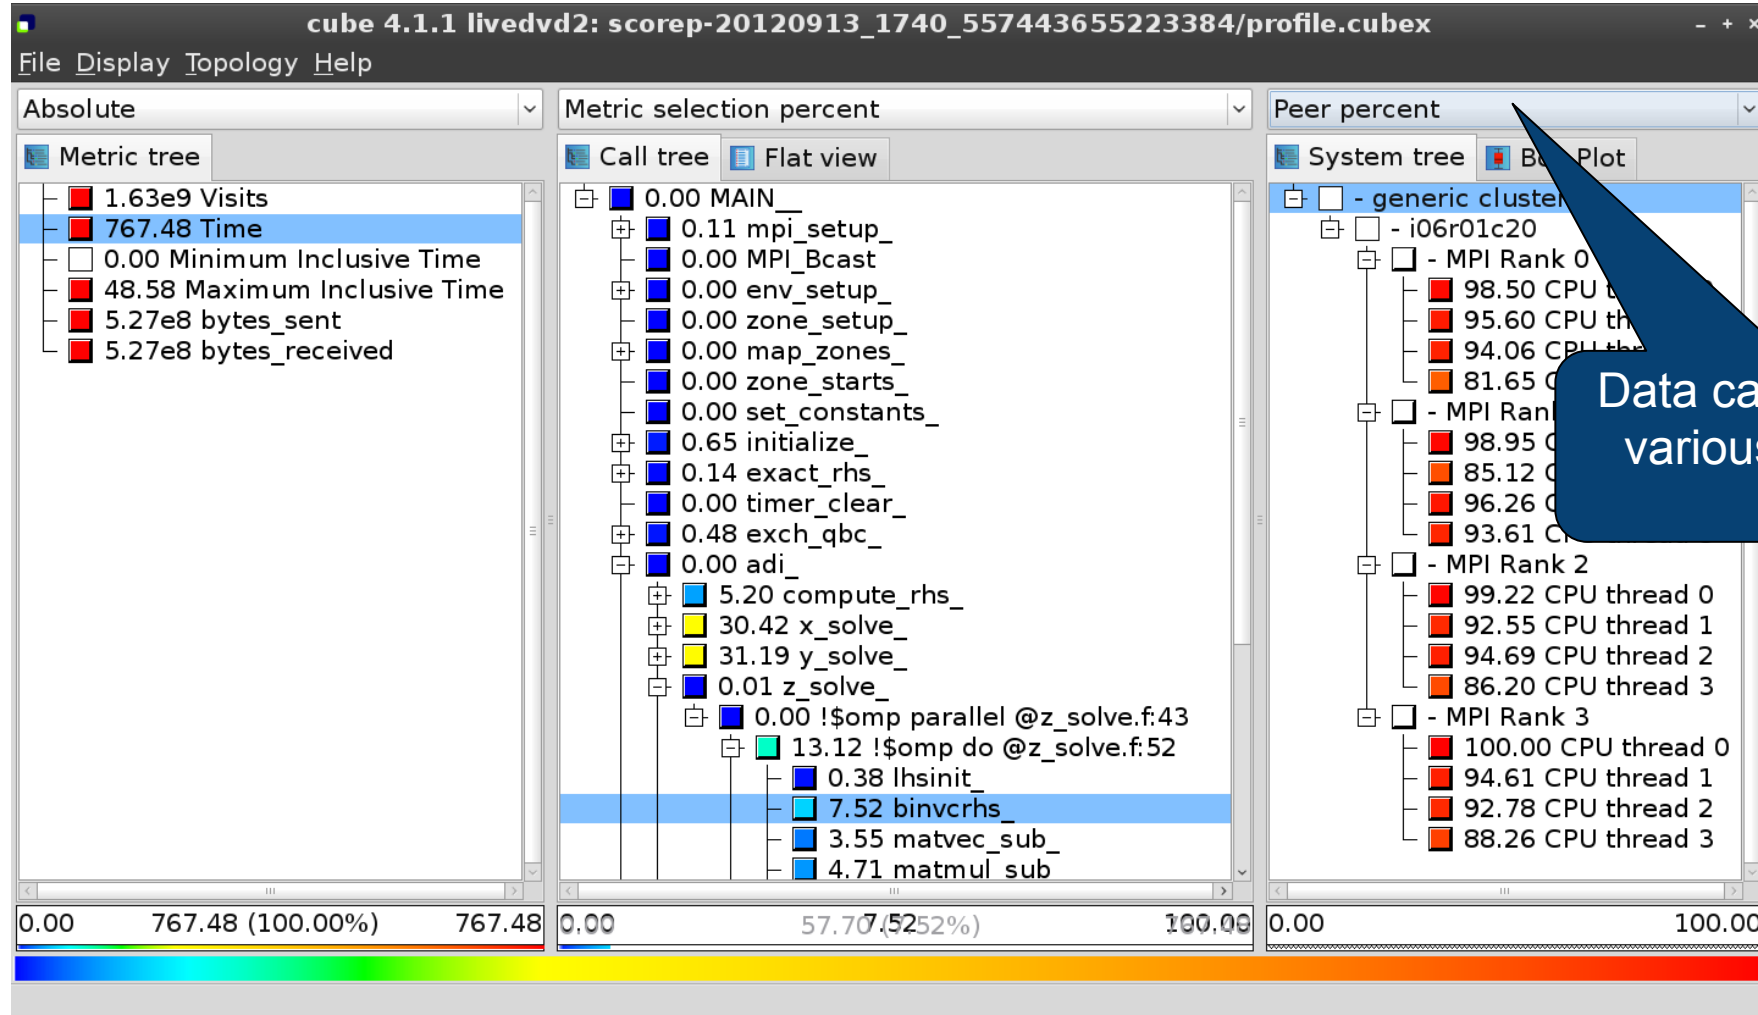 cube 4.1.1 livedvd2: scorep-20120913_1740_557443655223384/profile.cubex
File Display Topology Help
Absolute
Metric tree
1.63e9 Visits
767.48 Time
0.00 Minimum Inclusive Time
48.58 Maximum Inclusive Time
5.27e8 bytes_sent
5.27e8 bytes_received
0.00 767.48 (100.00%) 767.48
Metric selection percent
Call tree Flat view
0.00 MAIN__
0.11 mpi_setup_
0.00 MPI_Bcast
0.00 env_setup_
0.00 zone_setup_
0.00 map_zones_
0.00 zone_starts_
0.00 set_constants_
0.65 initialize_
0.14 exact_rhs_
0.00 timer_clear_
0.48 exch_qbc_
0.00 adi_
5.20 compute_rhs_
30.42 x_solve_
31.19 y_solve_
0.01 z_solve_
0.00 !$omp parallel @z_solve.f:43
13.12 !$omp do @z_solve.f:52
0.38 lhsinit_
7.52 binvcrhs_
3.55 matvec_sub_
4.71 matmul_sub
0.00 7.52 100.00
Peer percent
System tree Plot
- generic cluster
- i06r01c20
- MPI Rank 0
98.50 CPU
95.60 CPU
94.06 CPU
81.65
- MPI
98.95
85.12
96.26
93.61
- MPI Rank 2
99.22 CPU thread 0
92.55 CPU thread 1
94.69 CPU thread 2
86.20 CPU thread 3
- MPI Rank 3
100.00 CPU thread 0
94.61 CPU thread 1
92.78 CPU thread 2
88.26 CPU thread 3
0.00 100.00
Data